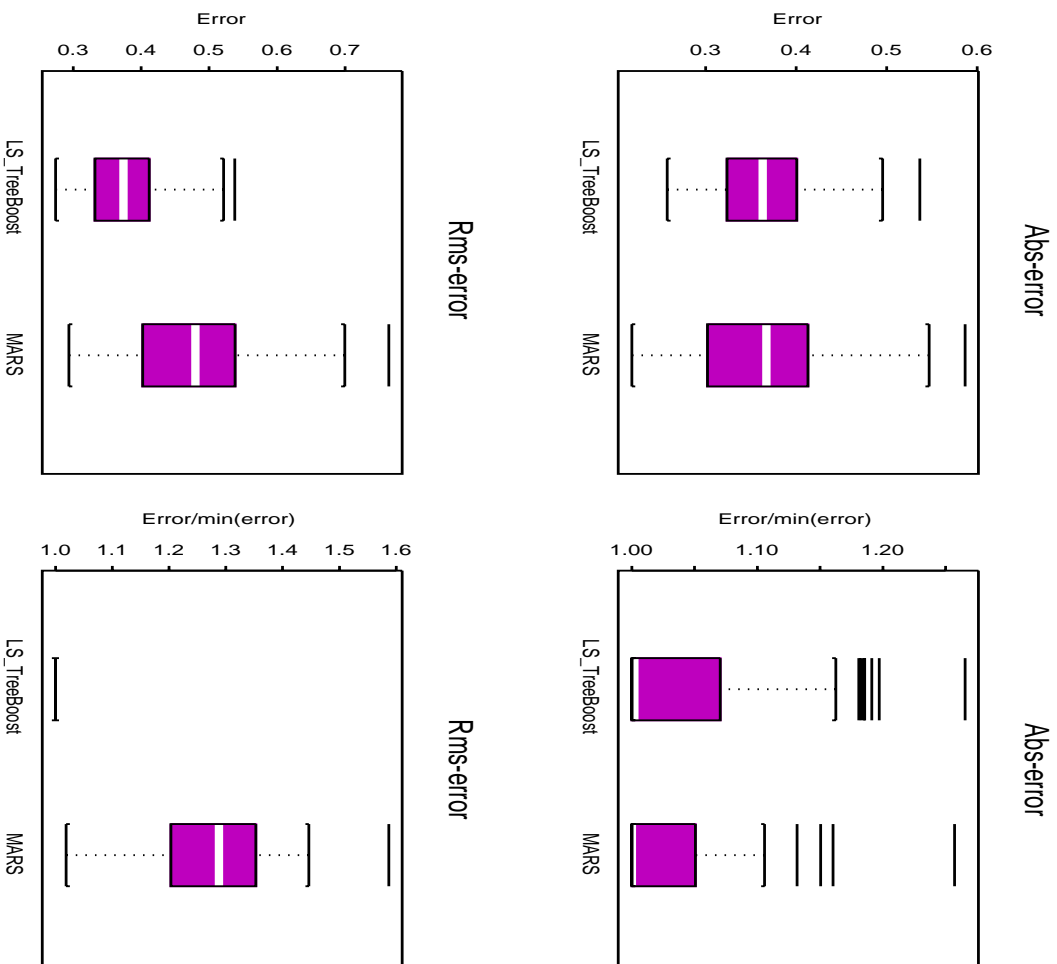 Error
0.3 0.4 0.5 0.6 0.7
LS_TreeBoost
MARS
Rms-error
Error
0.3 0.4 0.5 0.6
LS_TreeBoost
MARS
Abs-error
Error/min(error)
1.0 1.1 1.2 1.3 1.4 1.5 1.6
LS_TreeBoost
MARS
Rms-error
Error/min(error)
1.00 1.10 1.20
LS_TreeBoost
MARS
Abs-error